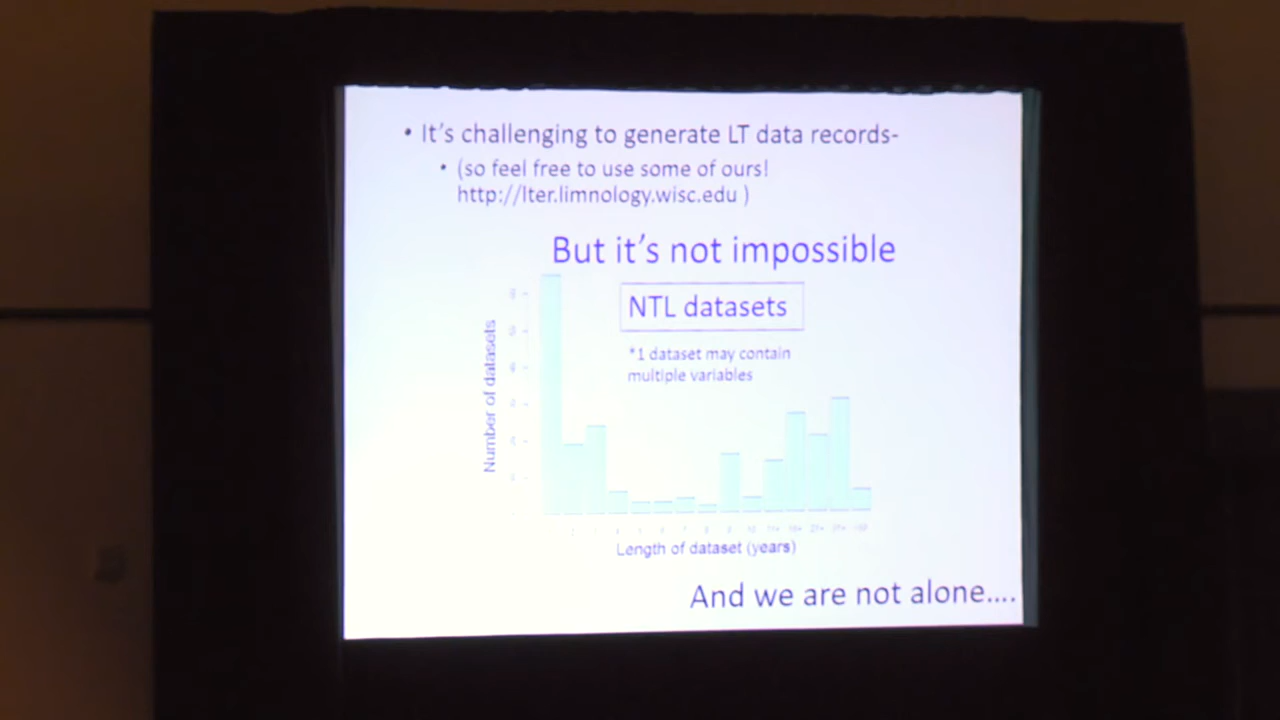 • It's challenging to generate LT data records-
• (so feel free to use some of ours!
http://lter.limnology.wisc.edu )
But it's not impossible
NTL datasets
*1 dataset may contain
multiple variables
Number of datasets
Length of dataset (years)
And we are not alone....